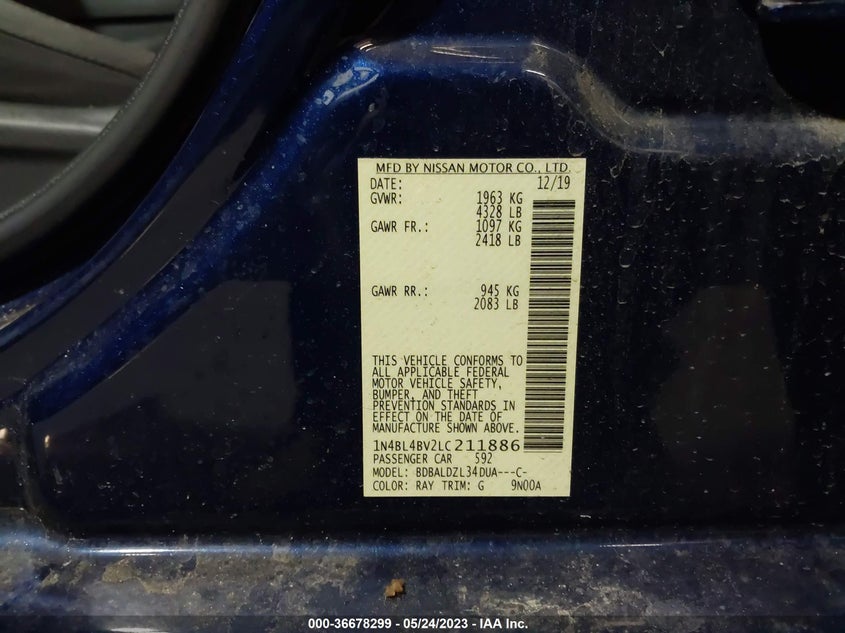 MFD BY NISSAN MOTOR CO., LTD.
DATE: 12/19
GVWR: 1963 KG
4328 LB
GAWR FR.: 1097 KG
2418 LB
GAWR RR.: 945 KG
2083 LB
THIS VEHICLE CONFORMS TO
ALL APPLICABLE FEDERAL
MOTOR VEHICLE SAFETY,
BUMPER, AND THEFT
PREVENTION STANDARDS IN
EFFECT ON THE DATE OF
MANUFACTURE SHOWN ABOVE.
1N4BL4BV2LC211886
PASSENGER CAR 592
MODEL: BDBALDZL34DUA---C-
COLOR: RAY TRIM: G 9N00A
000-36678299 / 05/24/2023 / IAA Inc.